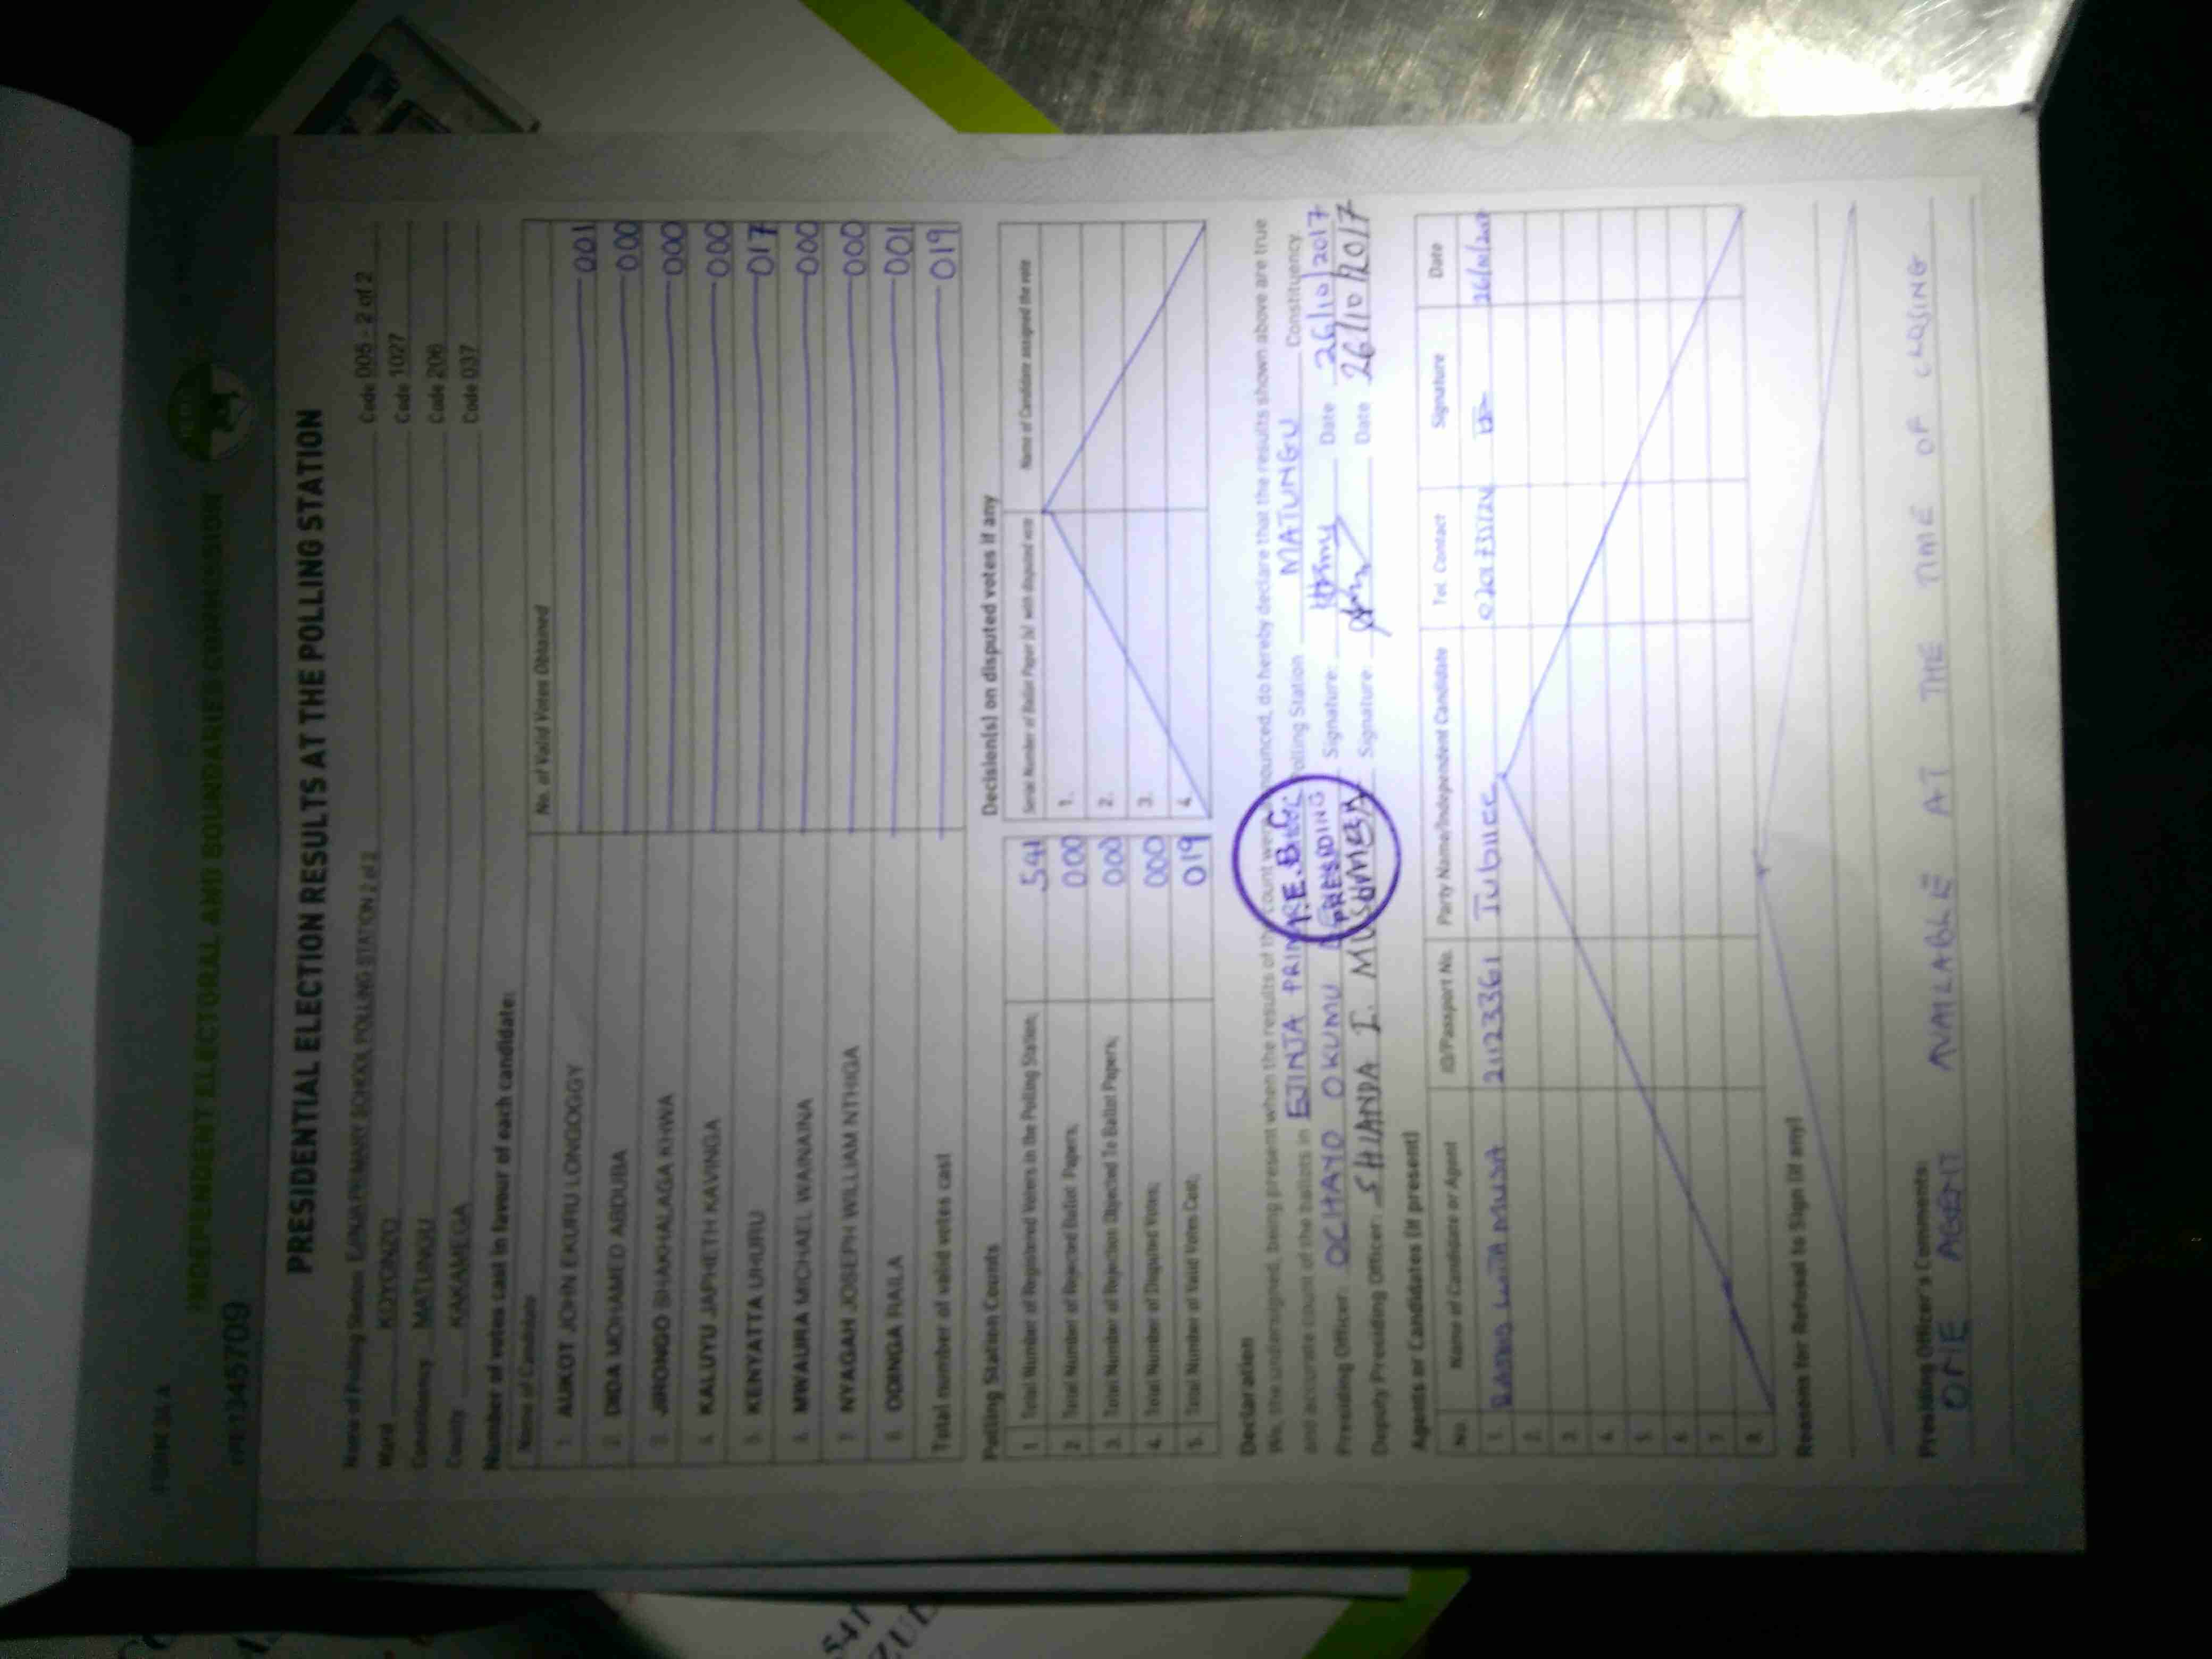 FORM 34A
INDEPENDENT ELECTORAL AND BOUNDARIES COMMISSION
PRESIDENTIAL ELECTION RESULTS AT THE POLLING STATION
Name of Polling Station EJINJA PRIMARY SCHOOL POLLING STATION 2 of 2 Code 005 - 2 of 2
Ward KOYONZO Code 1027
Constituency MATUNGU Code 206
County KAKAMEGA Code 037
Number of votes cast in favour of each candidate:
Name of Candidate No. of Valid Votes Obtained
1. AUKOT JOHN EKURU LONGOGGY 001
2. DIDA MOHAMED ABDUBA 000
3. JIRONGO SHAKHALAGA KHWA 000
4. KALUYU JAPHETH KAVINGA 000
5. KENYATTA UHURU 017
6. MWAURA MICHAEL WAINAINA 000
7. NYAGAH JOSEPH WILLIAM NTHIGA 000
8. ODINGA RAILA 001
Total number of valid votes cast 019
Polling Station Counts
1. Total Number of Registered Voters in the Polling Station; 541
2. Total Number of Rejected Ballot Papers; 000
3. Total Number of Rejection Objected To Ballot Papers; 000
4. Total Number of Disputed Votes; 000
5. Total Number of Valid Votes Cast; 019
Decision(s) on disputed votes if any
Serial Number of Ballot Paper (s) with disputed vote Name of Candidate assigned the vote
1.
2.
3.
4.
Declaration
We, the undersigned, being present when the results of the count were announced, do hereby declare that the results shown above are true
and accurate count of the ballots in EJINJA Polling Station MATUNGU Constituency
Presiding Officer: OCHAYO OKUMU Signature: Date 26/10/2017
Deputy Presiding Officer: SHIANDA I. Signature: Date 26/10/2017
I.E.B.C.
PRESIDING
Agents or Candidates (if present)
No. Name of Candidate or Agent ID/Passport No. Party Name/Independent Candidate Tel. Contact Signature Date
1. MUSA 21123361 Jubilee 26/10/2017
2.
3.
4.
5.
6.
7.
8.
Reasons for Refusal to Sign (if any)
Presiding Officer's Comments:
ONE AGENT AVAILABLE AT THE TIME OF CLOSING
541